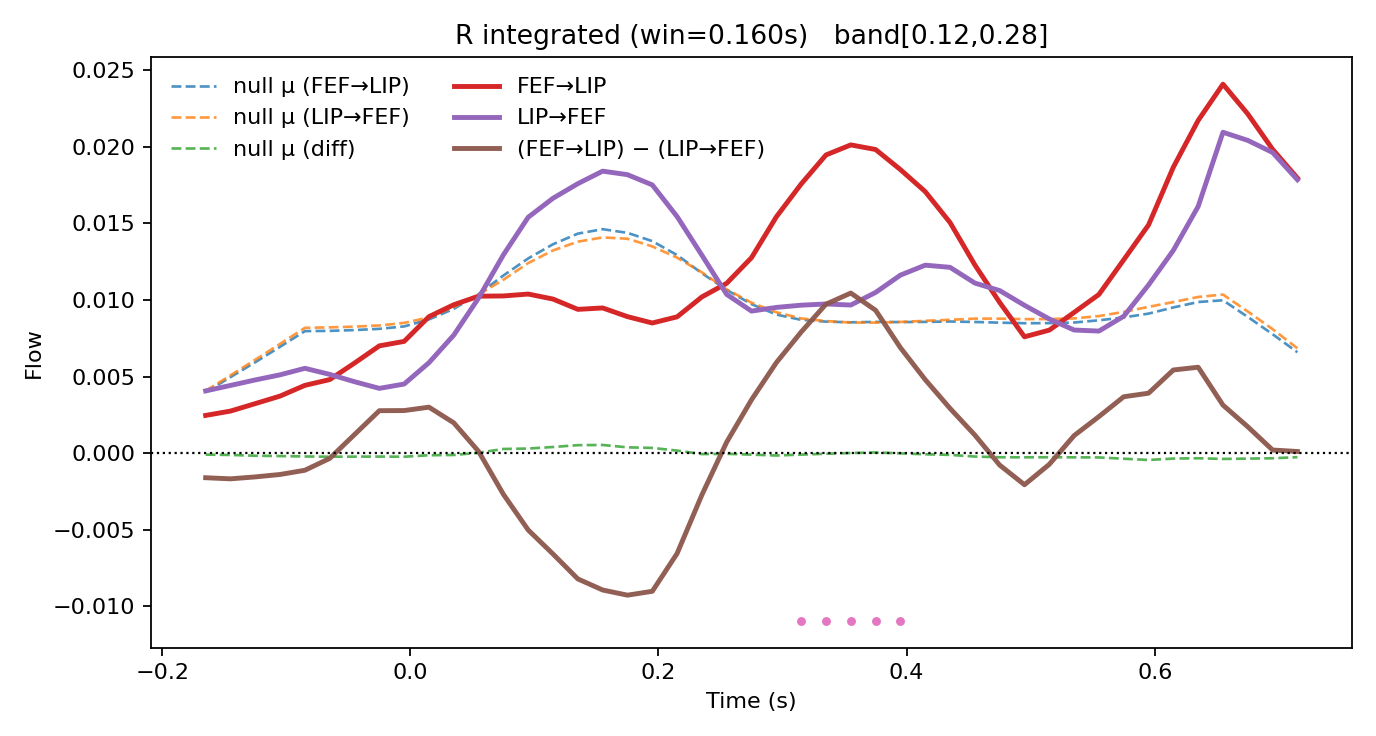 R integrated (win=0.160s)   band[0.12,0.28]
null μ (FEF→LIP)
null μ (LIP→FEF)
null μ (diff)
FEF→LIP
LIP→FEF
(FEF→LIP) − (LIP→FEF)
0.025
0.020
0.015
0.010
0.005
0.000
−0.005
−0.010
Flow
−0.2
0.0
0.2
0.4
0.6
Time (s)